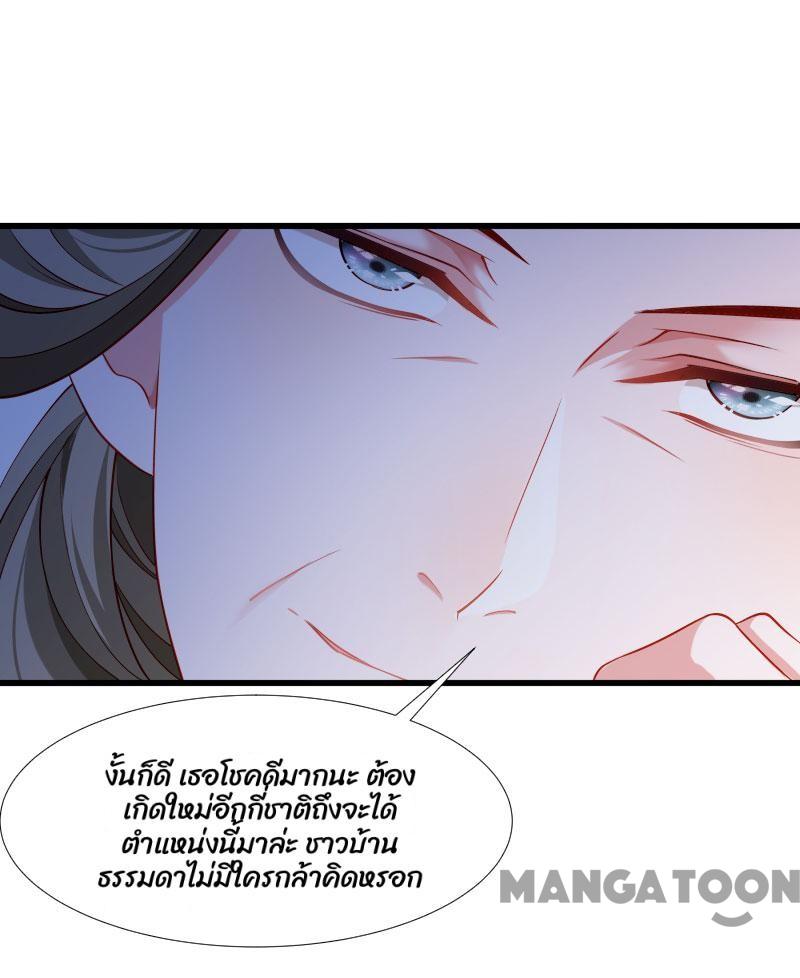 งั้นก็ดี เธอโชคดีมากนะ ต้อง
เกิดใหม่อีกกี่ชาติถึงจะได้
ตำแหน่งนี้มาล่ะ ชาวบ้าน
ธรรมดาไม่มีใครกล้าคิดหรอก
MANGATOON